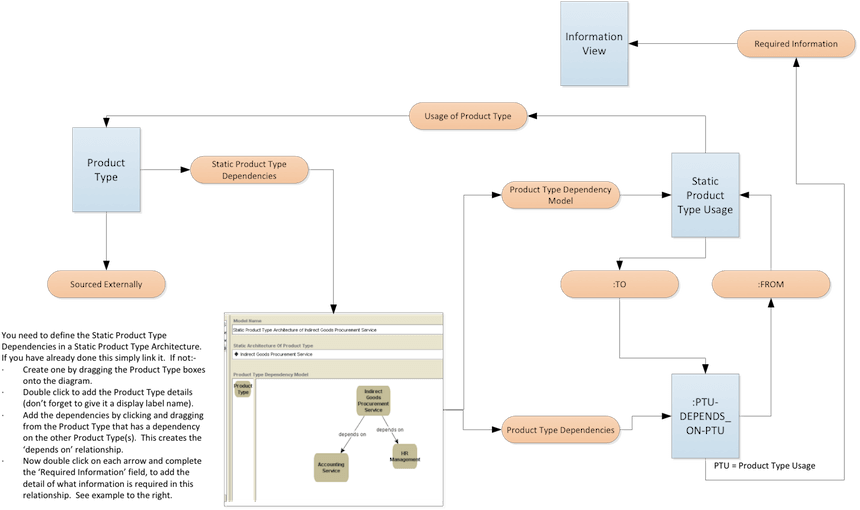 Information
View
Required Information
Usage of Product Type
Product
Type
Static Product Type
Dependencies
Product Type Dependency
Model
Static
Product
Type Usage
Sourced Externally
:TO
:FROM
You need to define the Static Product Type
Dependencies in a Static Product Type Architecture.
If you have already done this simply link it.  If not:-
· Create one by dragging the Product Type boxes
onto the diagram.
· Double click to add the Product Type details
(don't forget to give it a display label name).
· Add the dependencies by clicking and dragging
from the Product Type that has a dependency
on the other Product Type(s).  This creates the
'depends on' relationship.
· Now double click on each arrow and complete
the 'Required Information' field, to add the
detail of what information is required in this
relationship.  See example to the right.
Model Name
Static Product Type Architecture of Indirect Goods Procurement Service
Static Architecture Of Product Type
Indirect Goods Procurement Service
Product Type Dependency Model
Product
Type
Indirect
Goods
Procurement
Service
depends on
depends on
Accounting
Service
HR
Management
Product Type Dependencies
:PTU-
DEPENDS_
ON-PTU
PTU = Product Type Usage